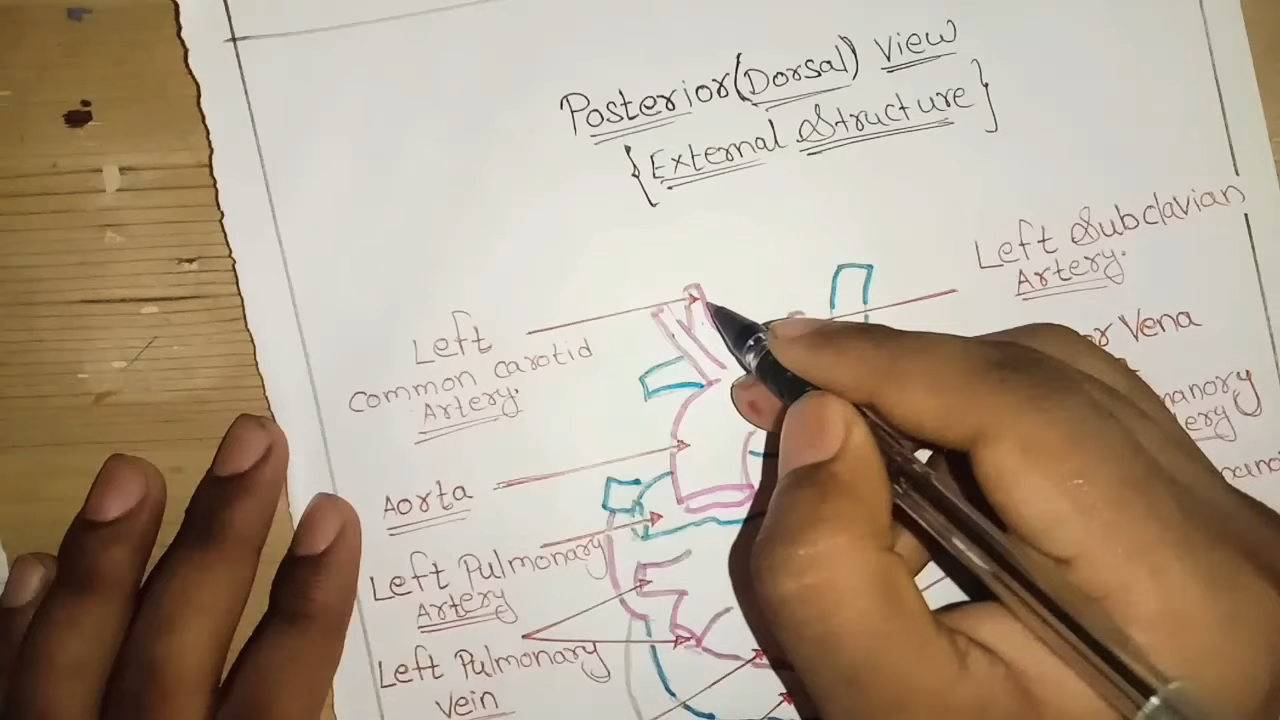 Posterior (Dorsal) View
{External Structure}
Left Subclavian
Artery.
Left
common carotid
Artery.
Vena
Aorta
Left Pulmonary
Artery
Left Pulmonary
vein